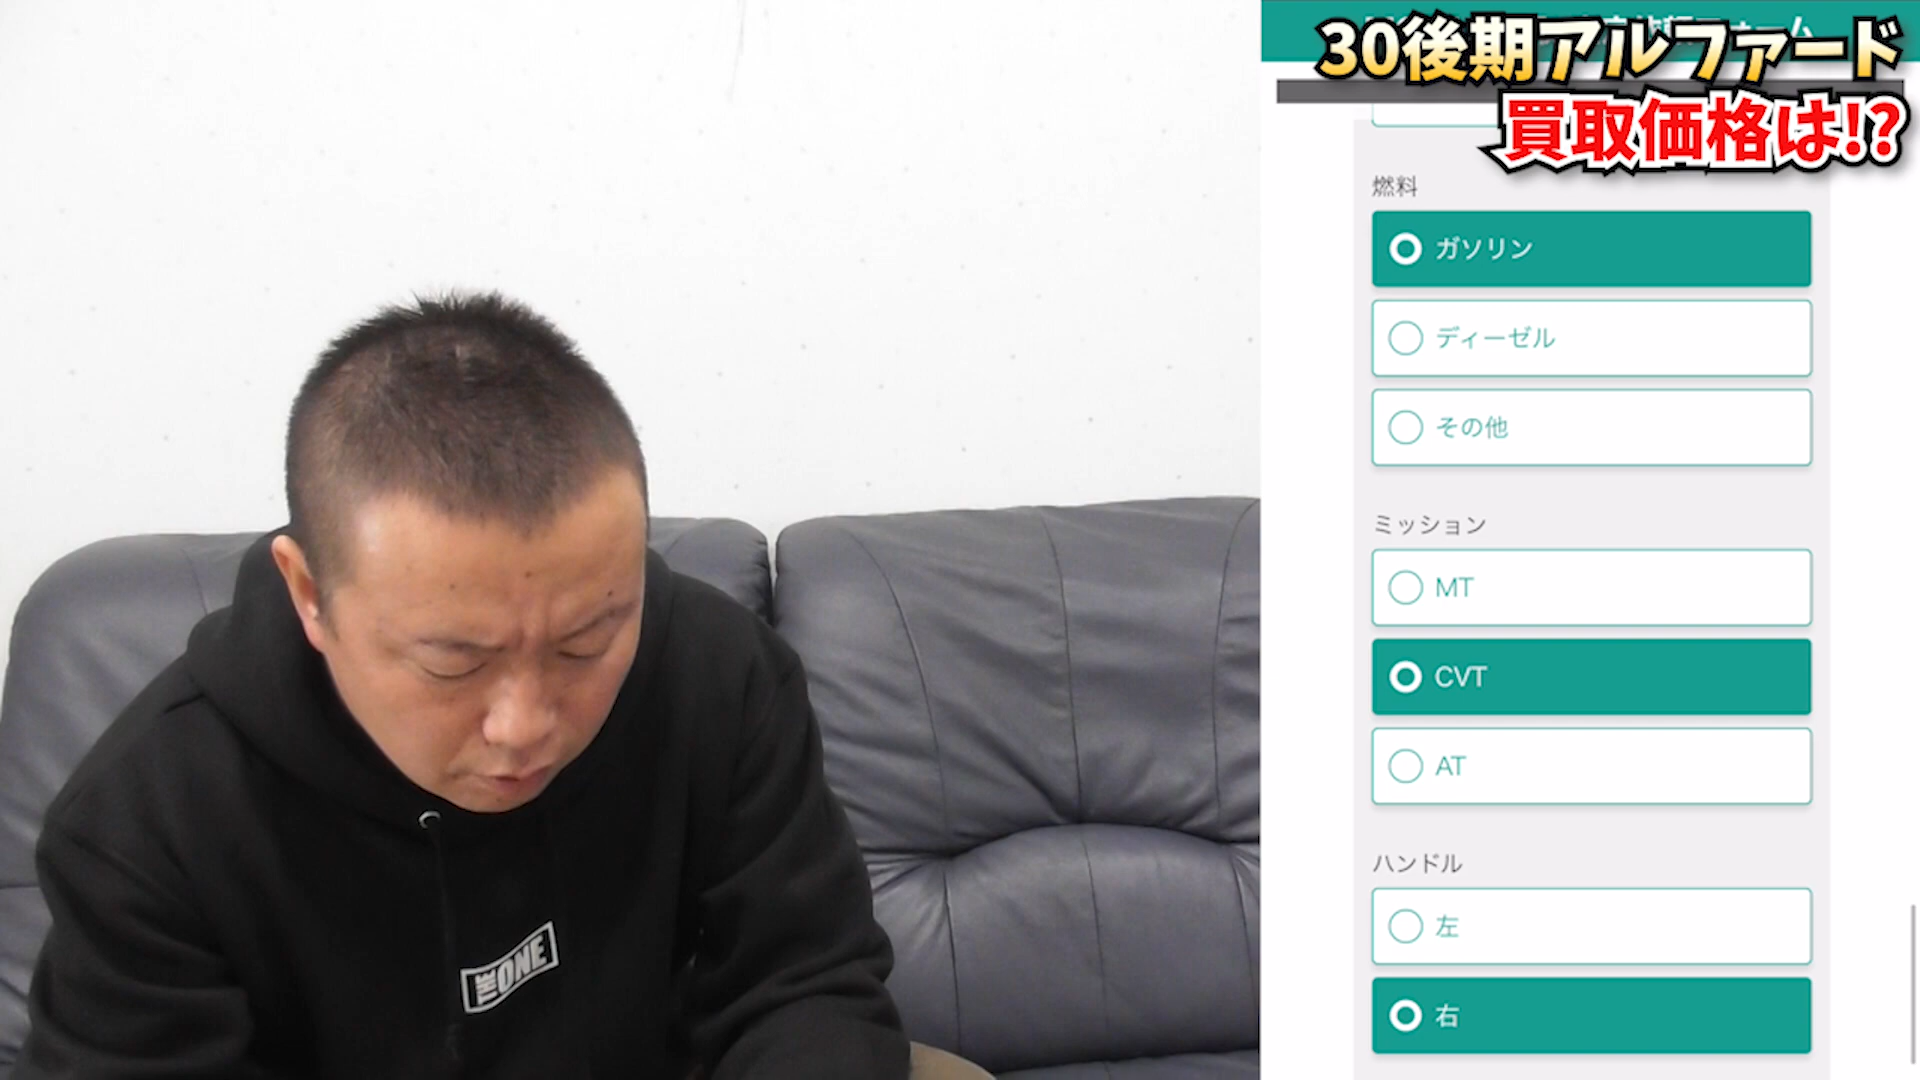 30後期アルファード
買取価格は!?
燃料
ガソリン
ディーゼル
その他
ミッション
MT
CVT
AT
ハンドル
左
右
THE ONE